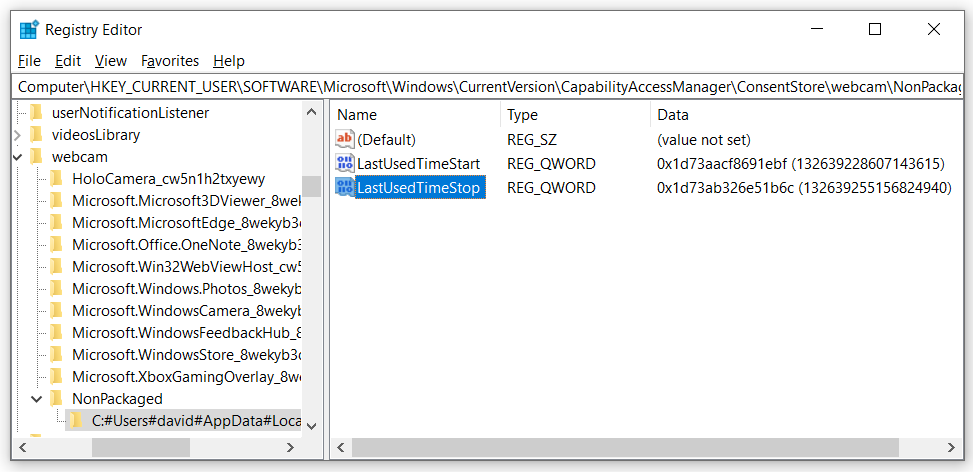 Registry Editor
File Edit View Favorites Help
Computer\HKEY_CURRENT_USER\SOFTWARE\Microsoft\Windows\CurrentVersion\CapabilityAccessManager\ConsentStore\webcam\NonPackag
userNotificationListener
videosLibrary
webcam
HoloCamera_cw5n1h2txyewy
Microsoft.Microsoft3DViewer_8wek
Microsoft.MicrosoftEdge_8wekyb3
Microsoft.Office.OneNote_8wekyb3
Microsoft.Win32WebViewHost_cw5
Microsoft.Windows.Photos_8wekyb
Microsoft.WindowsCamera_8wekyb
Microsoft.WindowsFeedbackHub_8
Microsoft.WindowsStore_8wekyb3
Microsoft.XboxGamingOverlay_8we
NonPackaged
C:#Users#david#AppData#Loca
Name Type Data
(Default) REG_SZ (value not set)
LastUsedTimeStart REG_QWORD 0x1d73aacf8691ebf (132639228607143615)
LastUsedTimeStop REG_QWORD 0x1d73ab326e51b6c (132639255156824940)